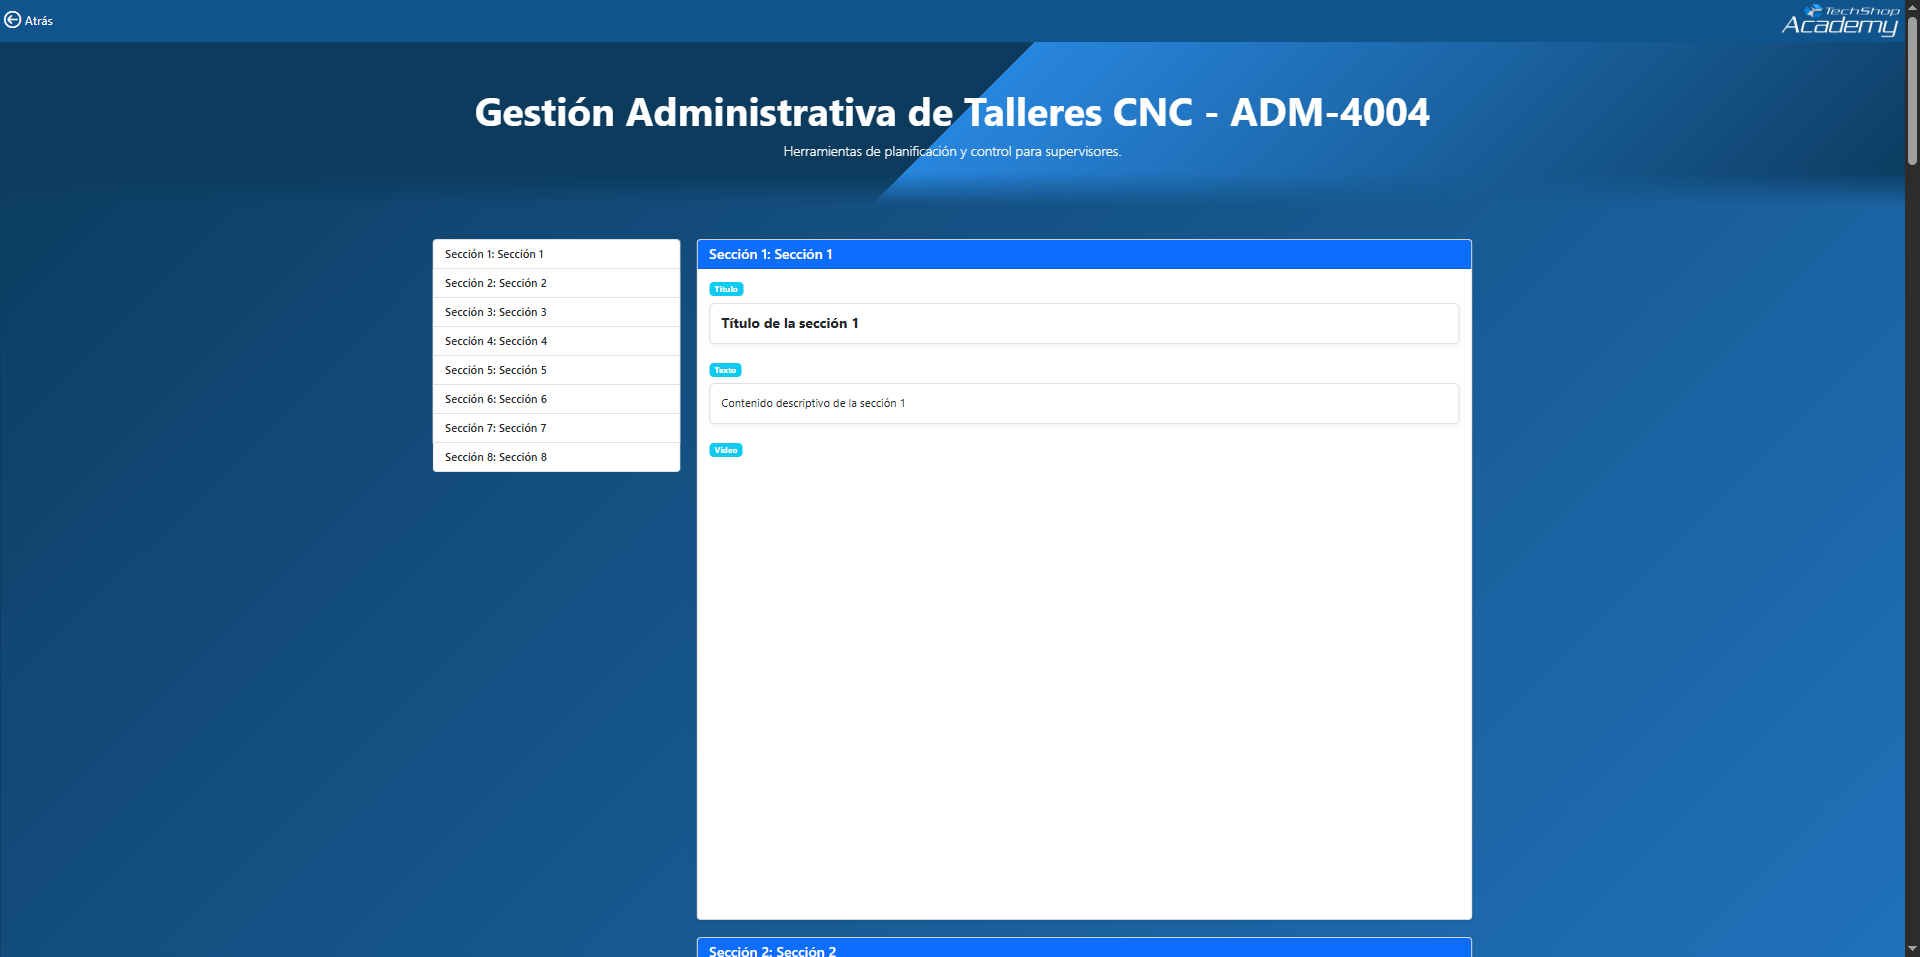 Atrás
TechShop
Academy
Gestión Administrativa de Talleres CNC - ADM-4004
Herramientas de planificación y control para supervisores.
Sección 1: Sección 1
Sección 2: Sección 2
Sección 3: Sección 3
Sección 4: Sección 4
Sección 5: Sección 5
Sección 6: Sección 6
Sección 7: Sección 7
Sección 8: Sección 8
Sección 1: Sección 1
Titulo
Título de la sección 1
Texto
Contenido descriptivo de la sección 1
Video
Sección 2: Sección 2